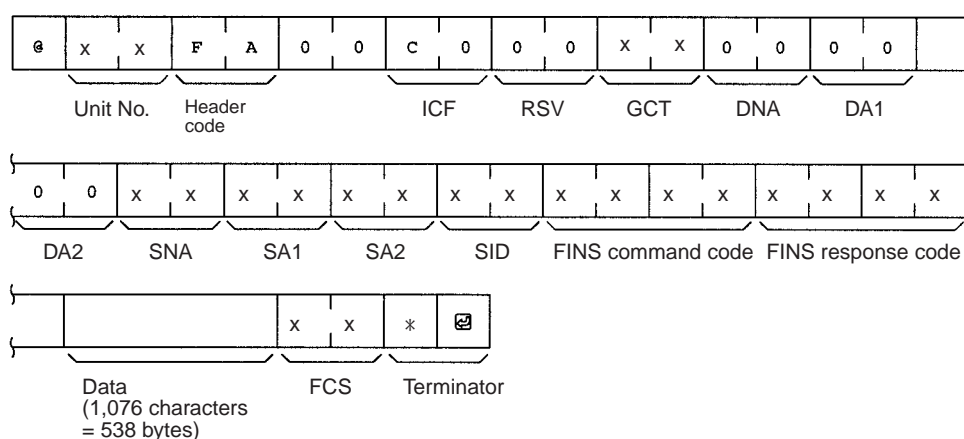 @ x x F A 0 0 C 0 0 0 x x 0 0 0 0
Unit No. Header code ICF RSV GCT DNA DA1
0 0 x x x x x x x x x x x x x x x x
DA2 SNA SA1 SA2 SID FINS command code FINS response code
x x * ↵
Data FCS Terminator
(1,076 characters
= 538 bytes)